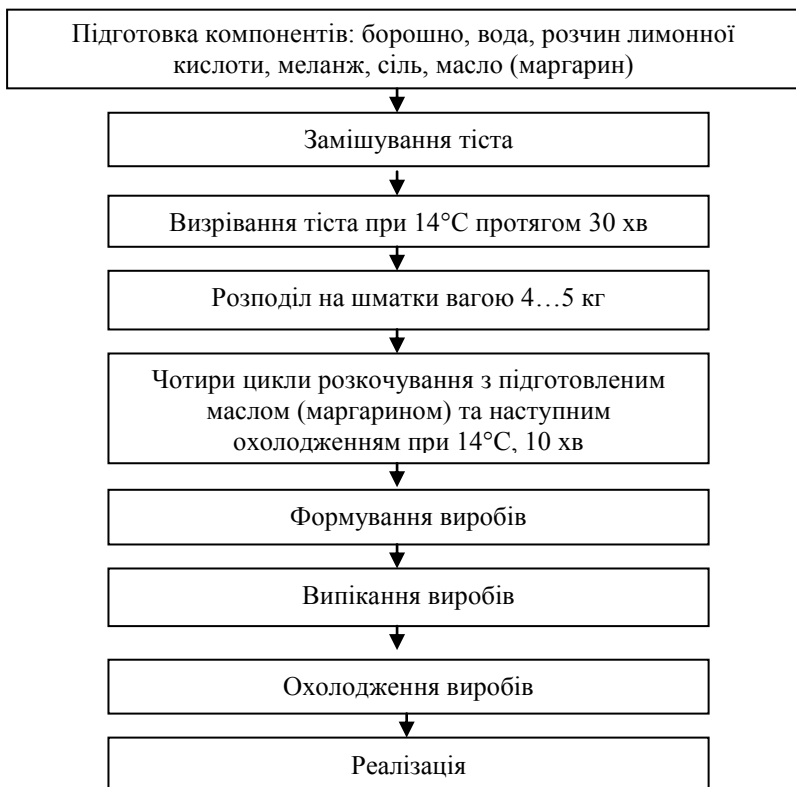 Підготовка компонентів: борошно, вода, розчин лимонної
кислоти, меланж, сіль, масло (маргарин)
Замішування тіста
Визрівання тіста при 14°С протягом 30 хв
Розподіл на шматки вагою 4…5 кг
Чотири цикли розкочування з підготовленим
маслом (маргарином) та наступним
охолодженням при 14°С, 10 хв
Формування виробів
Випікання виробів
Охолодження виробів
Реалізація